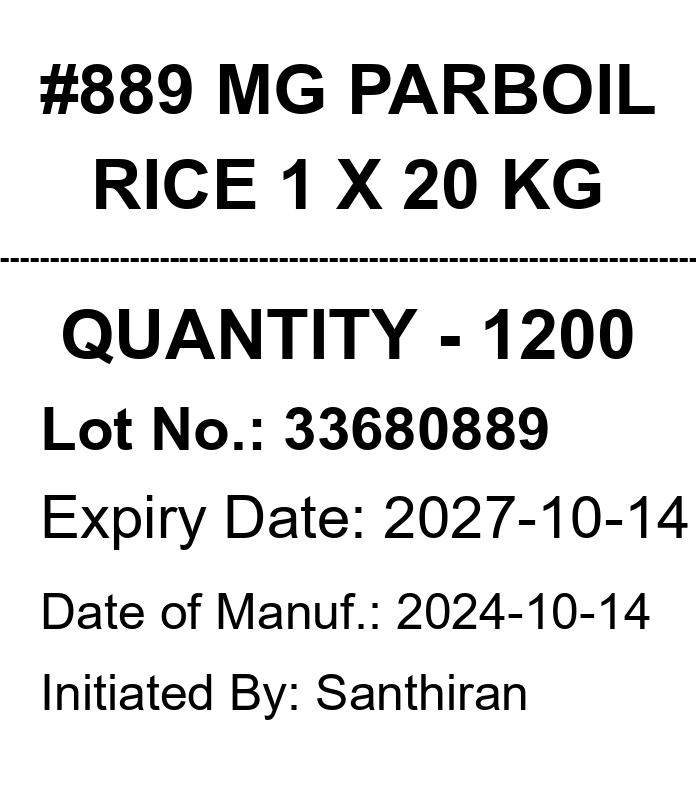 #889 MG PARBOIL
RICE 1 X 20 KG
QUANTITY - 1200
Lot No.: 33680889
Expiry Date: 2027-10-14
Date of Manuf.: 2024-10-14
Initiated By: Santhiran